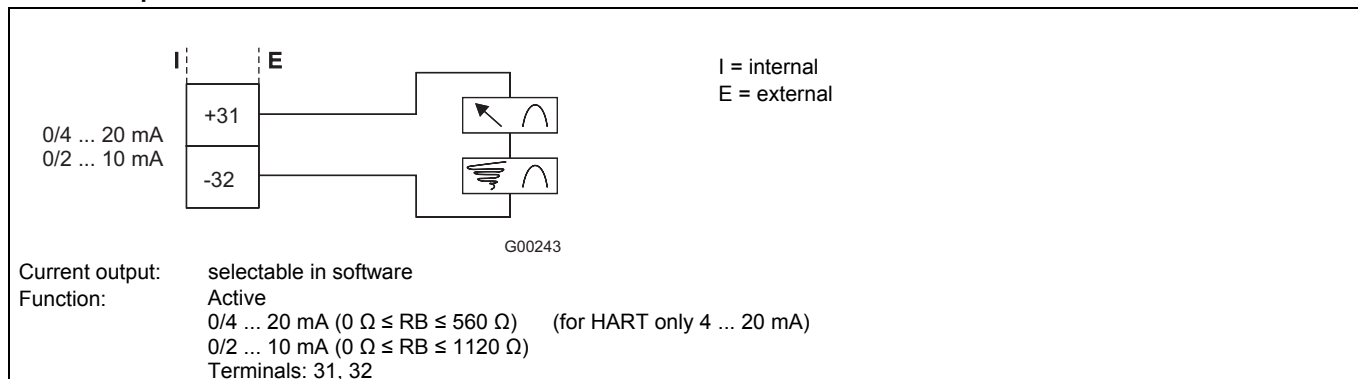 I E
I = internal
E = external
+31
0/4 ... 20 mA
0/2 ... 10 mA
-32
G00243
Current output: selectable in software
Function: Active
0/4 ... 20 mA (0 Ω ≤ RB ≤ 560 Ω) (for HART only 4 ... 20 mA)
0/2 ... 10 mA (0 Ω ≤ RB ≤ 1120 Ω)
Terminals: 31, 32